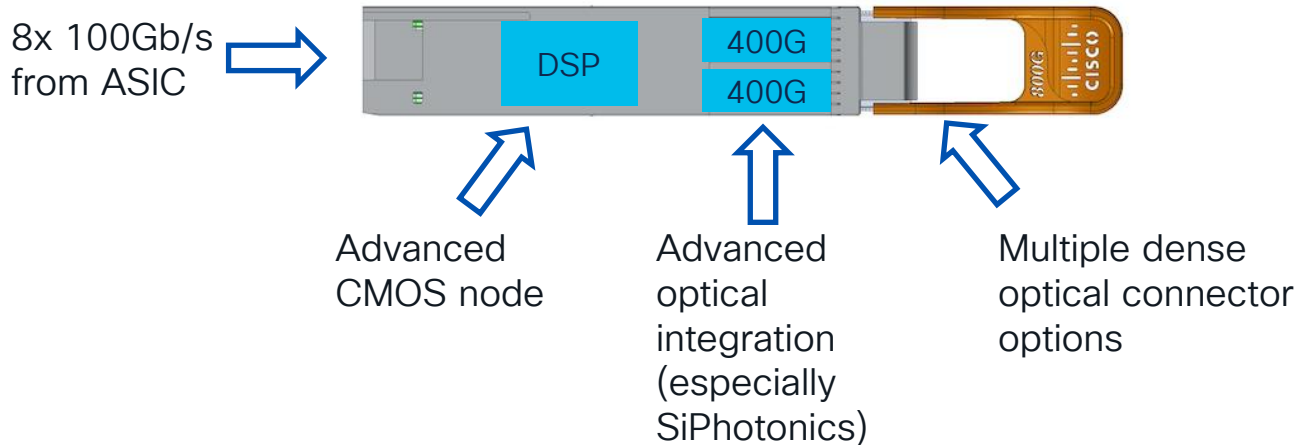 8x 100Gb/s
from ASIC
DSP
400G
400G
800G
CISCO
Advanced
CMOS node
Advanced
optical
integration
(especially
SiPhotonics)
Multiple dense
optical connector
options